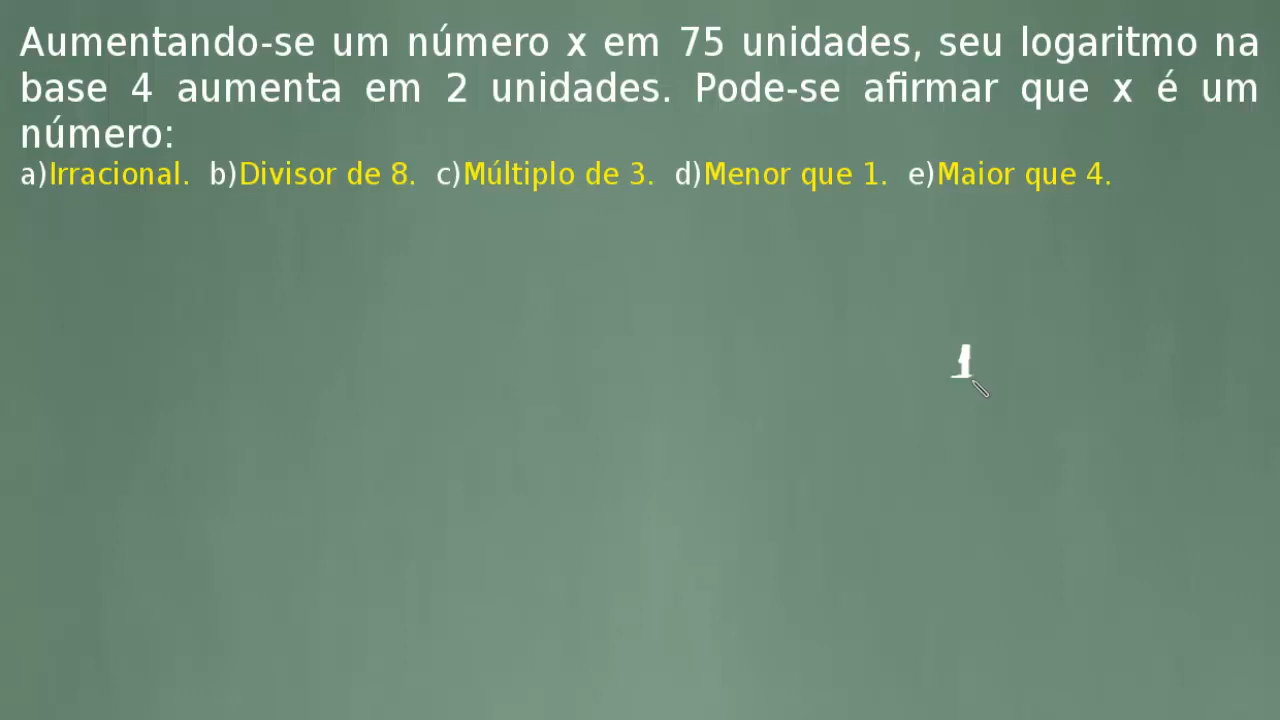 Aumentando-se um número x em 75 unidades, seu logaritmo na
base 4 aumenta em 2 unidades. Pode-se afirmar que x é um
número:
a)Irracional. b)Divisor de 8. c)Múltiplo de 3. d)Menor que 1. e)Maior que 4.
1